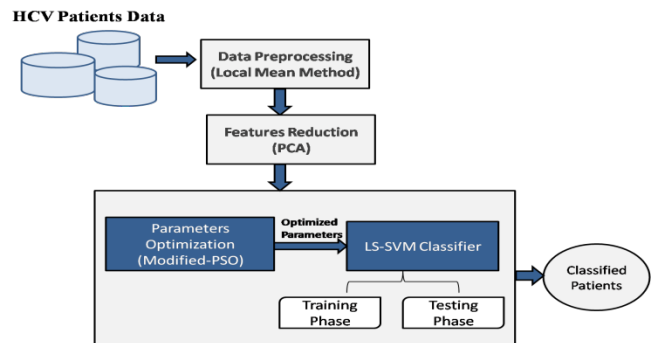 HCV Patients Data
Data Preprocessing
(Local Mean Method)
Features Reduction
(PCA)
Parameters
Optimization
(Modified-PSO)
Optimized
Parameters
LS-SVM Classifier
Training
Phase
Testing
Phase
Classified
Patients